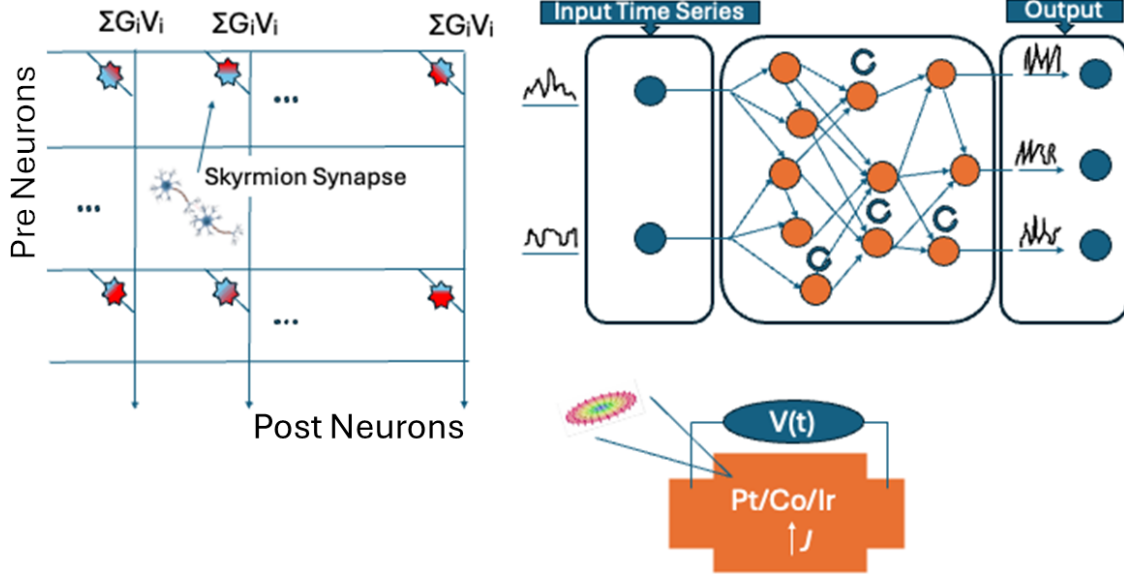 ΣGᵢVᵢ ΣGᵢVᵢ ΣGᵢVᵢ
Pre Neurons
...
Skyrmion Synapse
...
...
Post Neurons
Input Time Series
Output
V(t)
Pt/Co/Ir
J